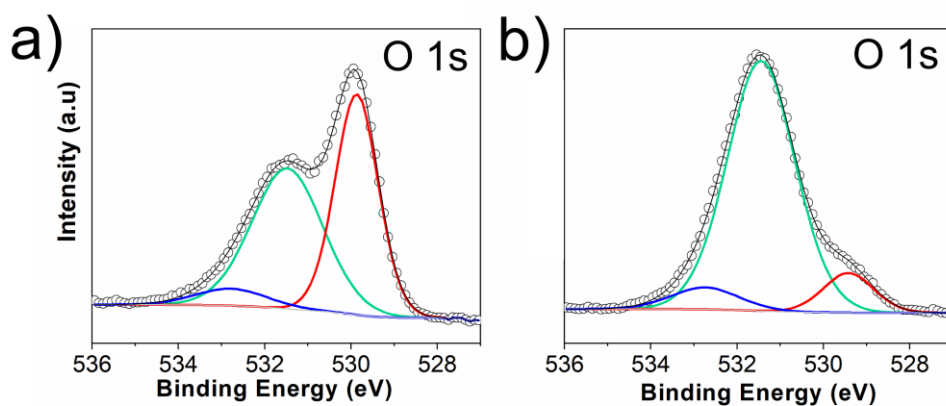 a)
O 1s
Intensity (a.u)
536 534 532 530 528
Binding Energy (eV)
b)
O 1s
536 534 532 530 528
Binding Energy (eV)